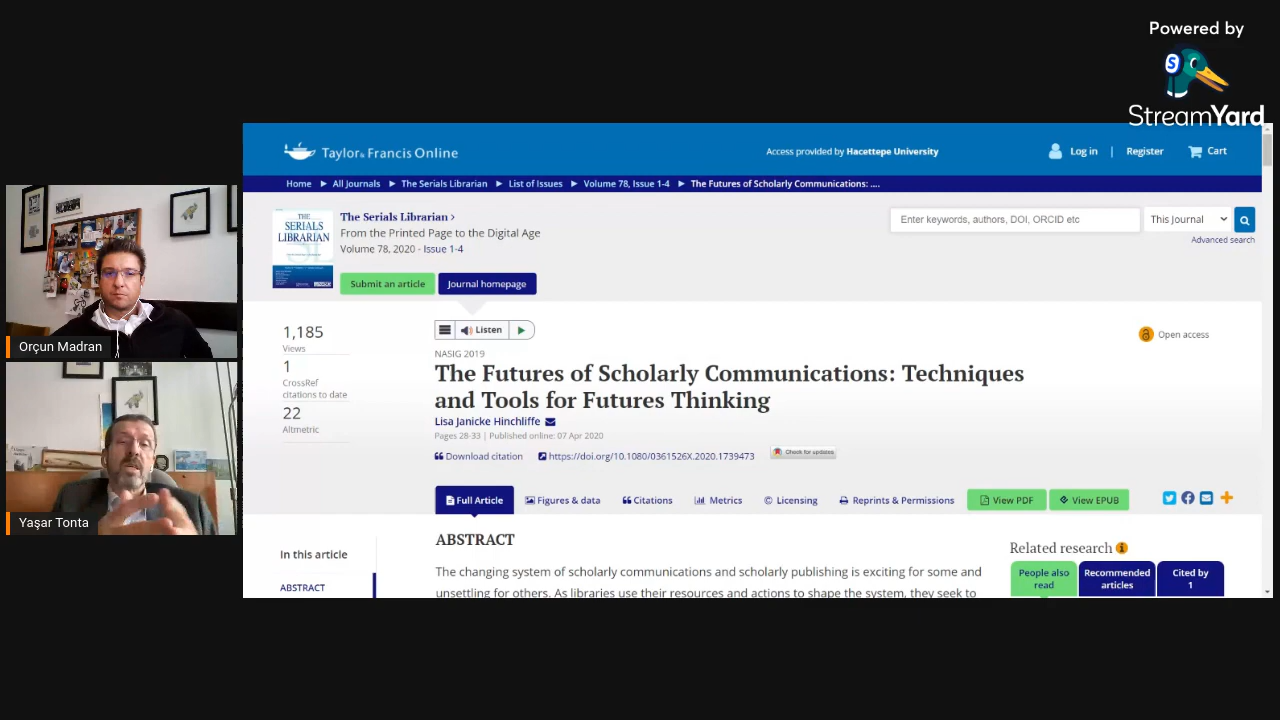 Powered by
StreamYard
Taylor & Francis Online
Access provided by Hacettepe University
Log in | Register
Cart
Home ▶ All Journals ▶ The Serials Librarian ▶ List of Issues ▶ Volume 78, Issue 1-4 ▶ The Futures of Scholarly Communications: ....
THE
SERIALS
LIBRARIAN
The Serials Librarian ›
From the Printed Page to the Digital Age
Volume 78, 2020 - Issue 1-4
Enter keywords, authors, DOI, ORCID etc
This Journal
Advanced search
Submit an article
Journal homepage
Orçun Madran
Yaşar Tonta
1,185
Views
1
CrossRef
citations to date
22
Altmetric
Listen
Open access
NASIG 2019
The Futures of Scholarly Communications: Techniques
and Tools for Futures Thinking
Lisa Janicke Hinchliffe
Pages 28-33 | Published online: 07 Apr 2020
Download citation
https://doi.org/10.1080/0361526X.2020.1739473
Check for updates
Full Article
Figures & data
Citations
Metrics
Licensing
Reprints & Permissions
View PDF
View EPUB
In this article
ABSTRACT
ABSTRACT
The changing system of scholarly communications and scholarly publishing is exciting for some and
unsettling for others. As libraries use their resources and actions to shape the system, they seek to
Related research
People also
read
Recommended
articles
Cited by
1